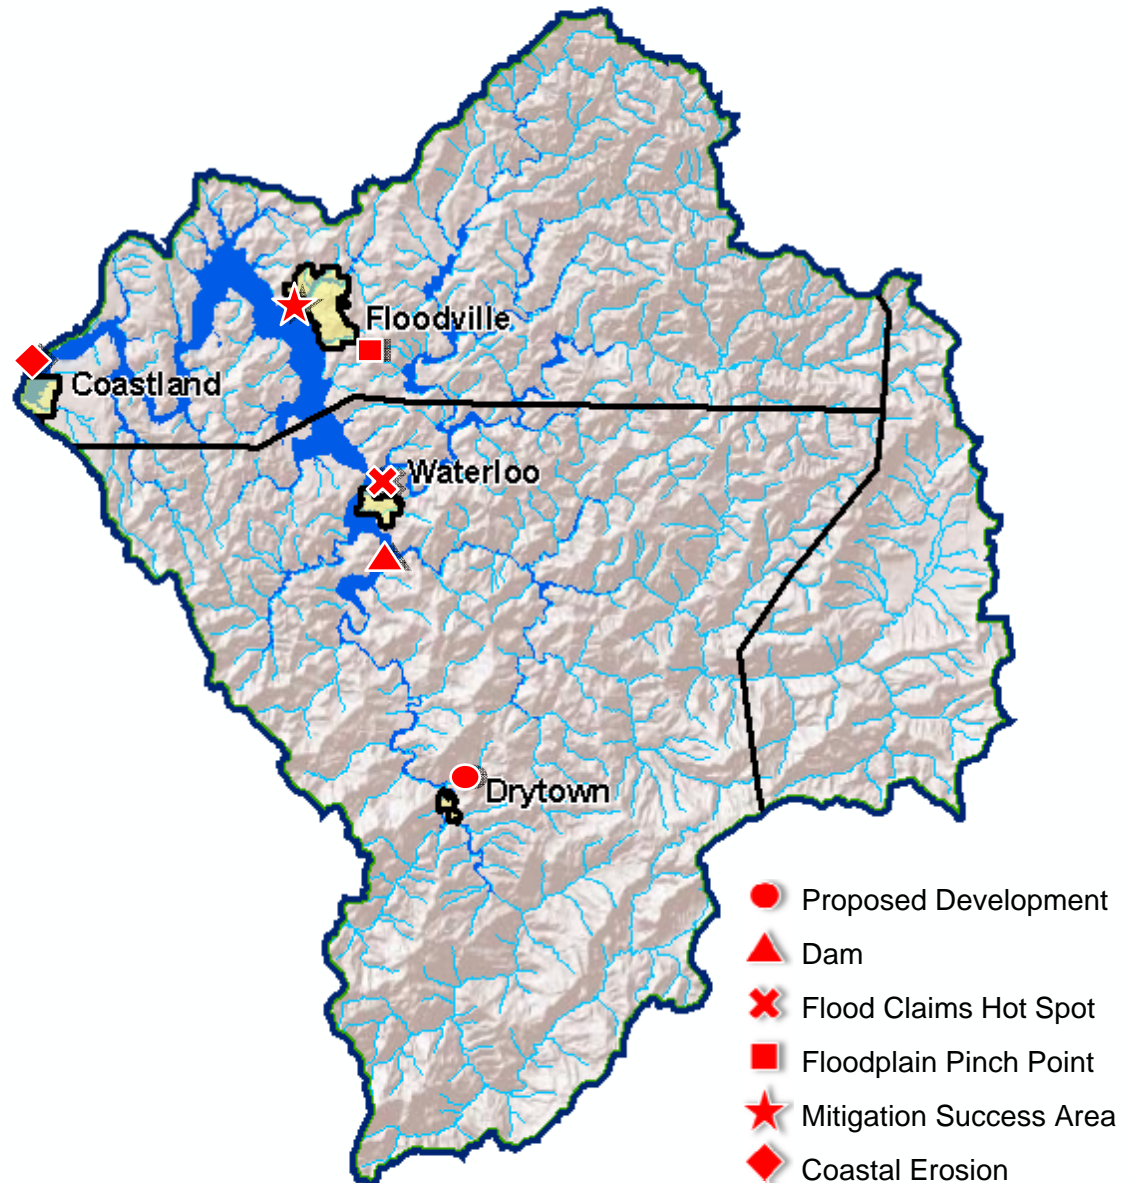 Floodville
Coastland
Waterloo
Drytown
Proposed Development
Dam
Flood Claims Hot Spot
Floodplain Pinch Point
Mitigation Success Area
Coastal Erosion